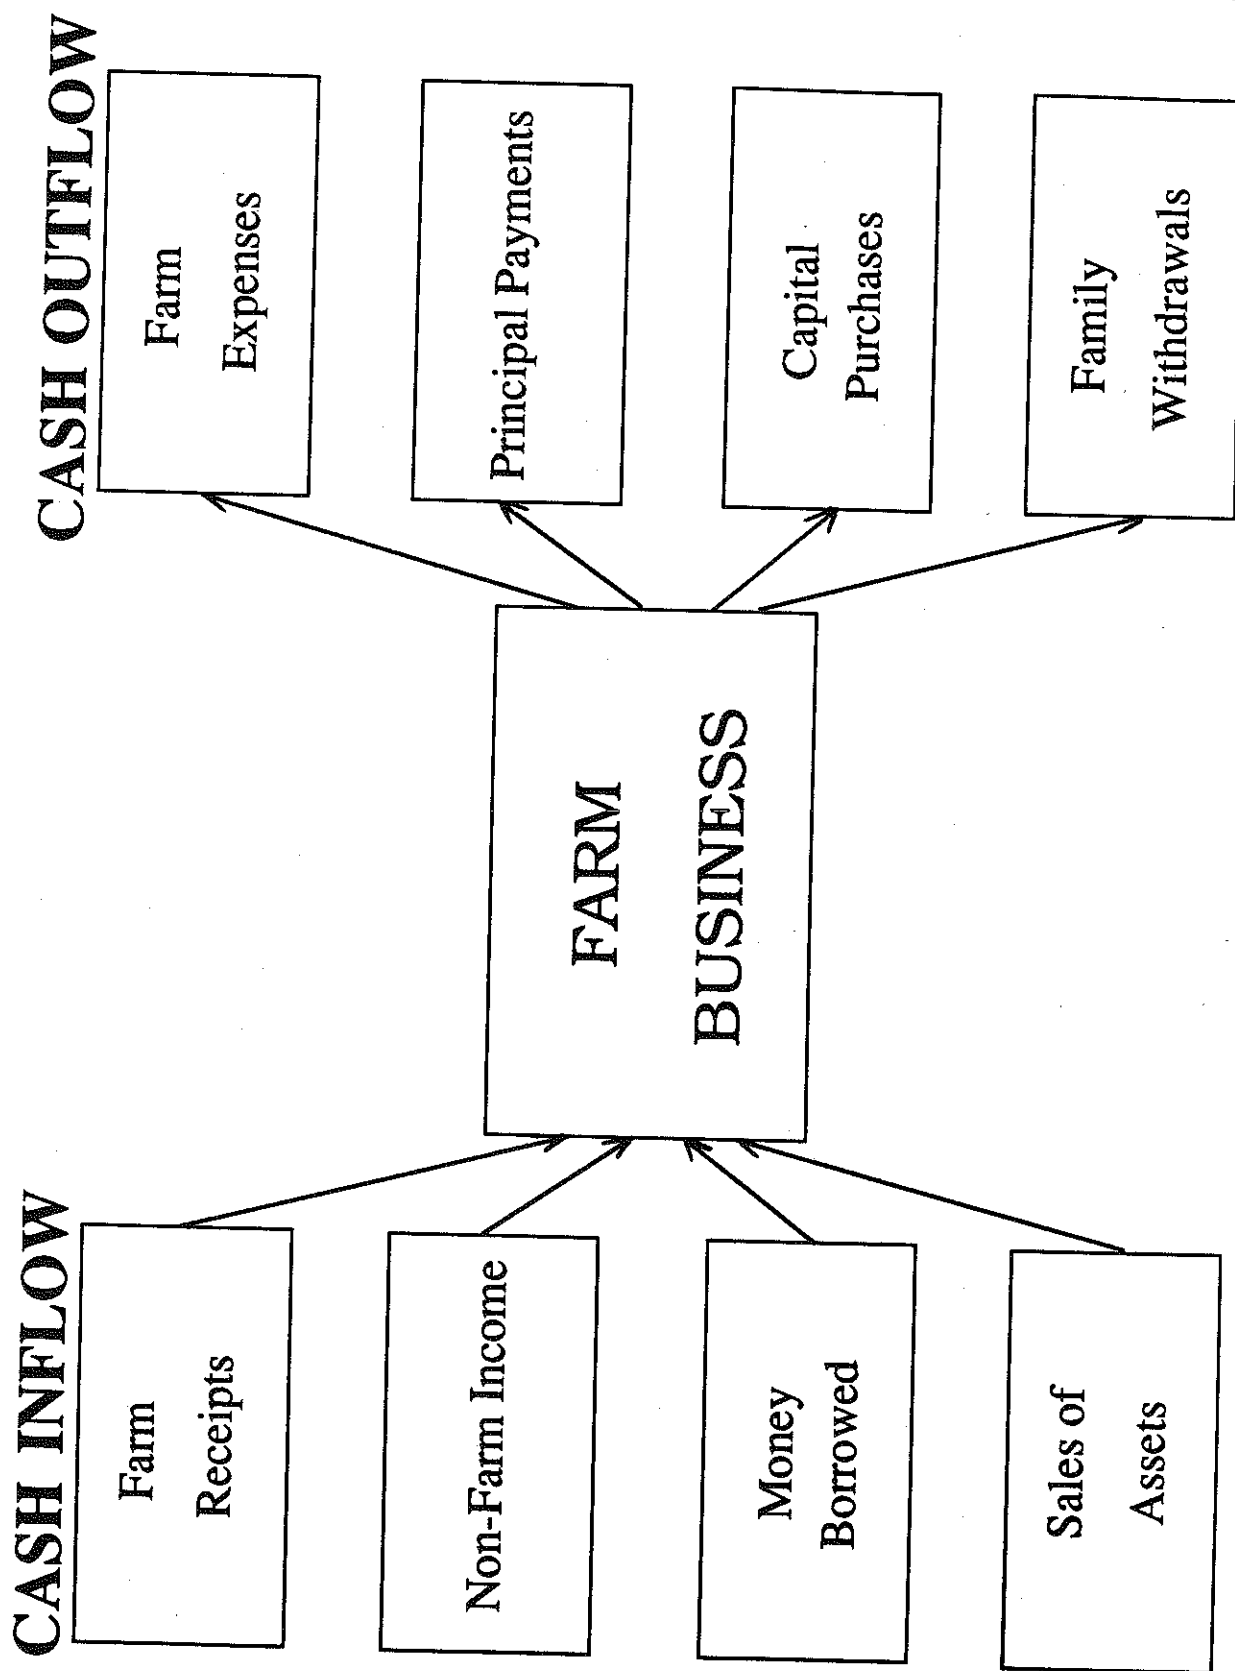 CASH INFLOW
Farm
Receipts
Non-Farm Income
Money
Borrowed
Sales of
Assets
FARM
BUSINESS
CASH OUTFLOW
Farm
Expenses
Principal Payments
Capital
Purchases
Family
Withdrawals